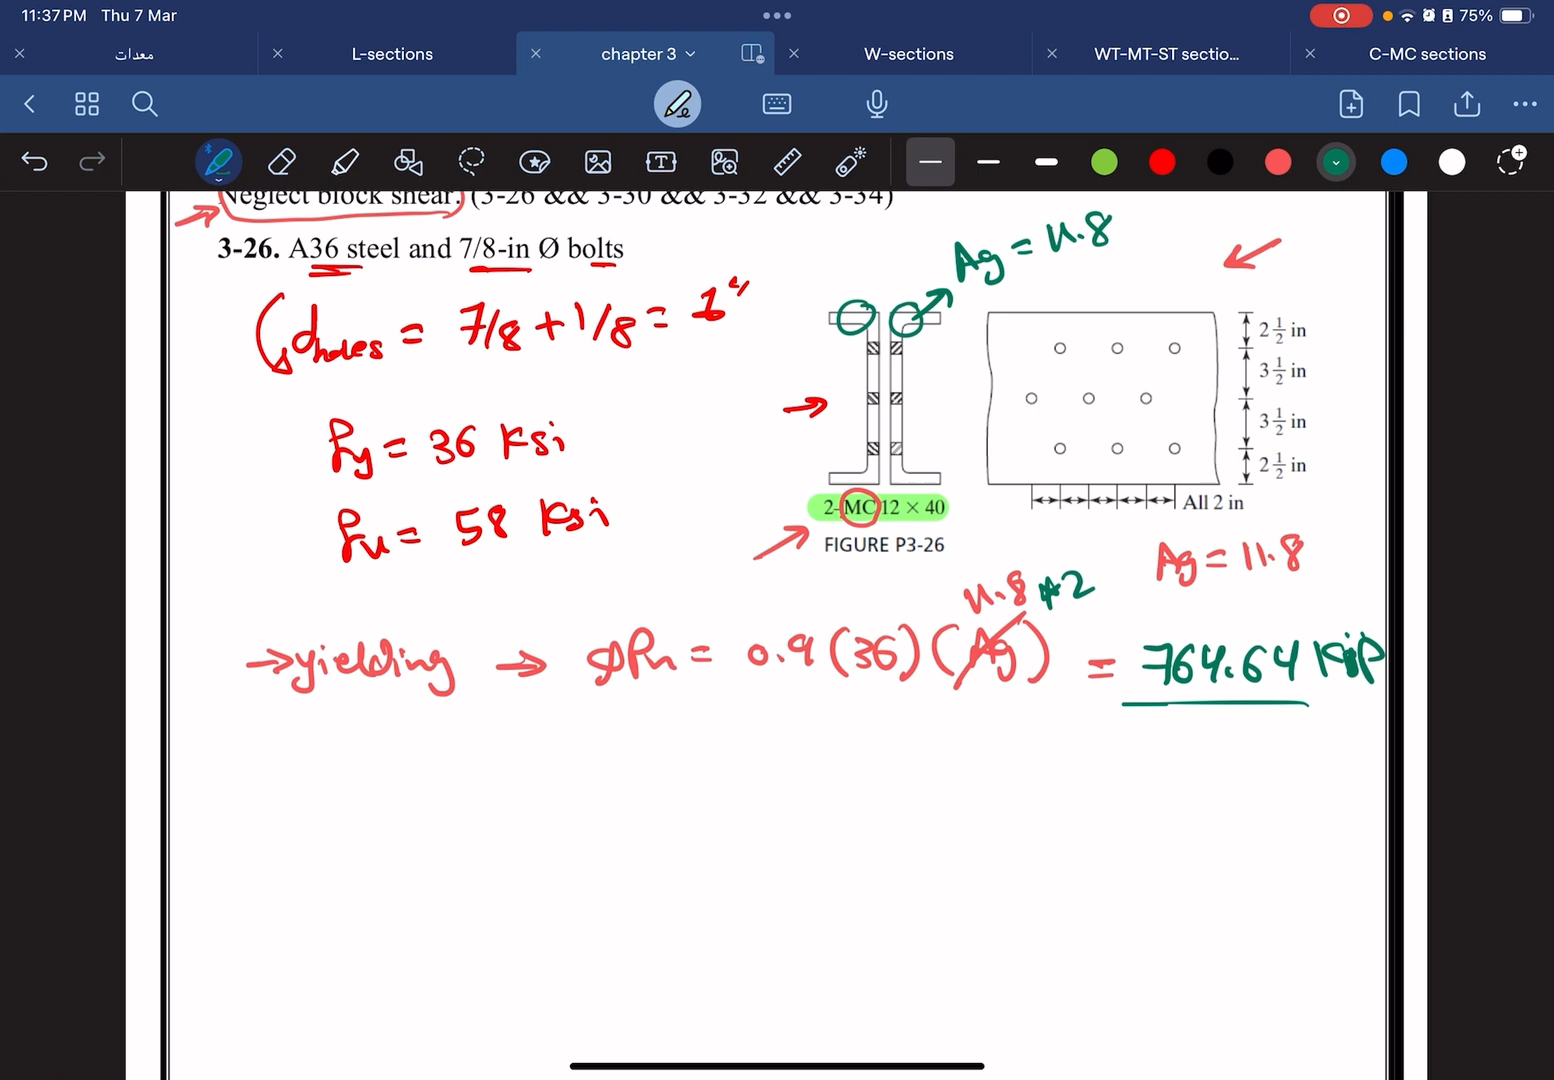 11:37 PM Thu 7 Mar
75%
معدات
L-sections
chapter 3
W-sections
WT-MT-ST sectio...
C-MC sections
Neglect block shear. (3-26 && 3-30 && 3-32 && 3-34)
3-26. A36 steel and 7/8-in Ø bolts
Ag = 11.8
dholes = 7/8 + 1/8 = 1"
Fy = 36 Ksi
Fu = 58 Ksi
2 1/2 in
3 1/2 in
3 1/2 in
2 1/2 in
All 2 in
2-MC 12 × 40
FIGURE P3-26
Ag = 11.8
11.8 * 2
→ yielding → ØPn = 0.9 (36) (Ag) = 764.64 Kip